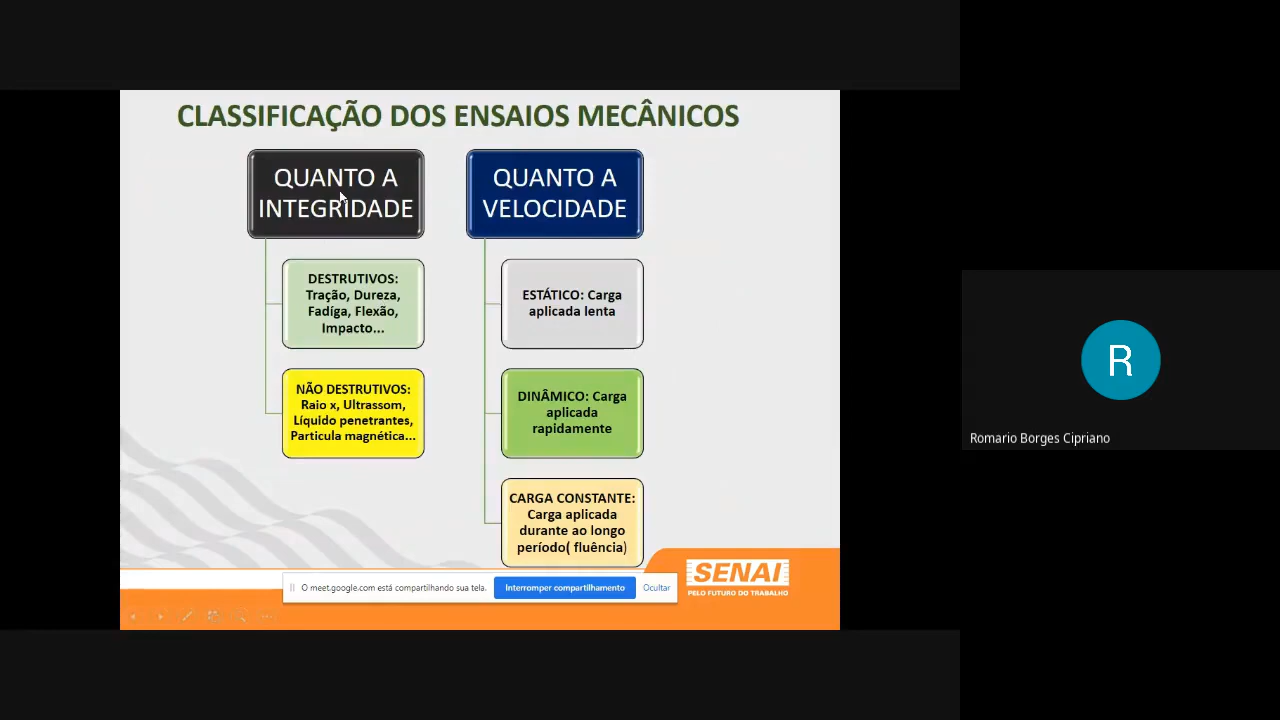 CLASSIFICAÇÃO DOS ENSAIOS MECÂNICOS
QUANTO A
INTEGRIDADE
DESTRUTIVOS:
Tração, Dureza,
Fadíga, Flexão,
Impacto...
NÃO DESTRUTIVOS:
Raio x, Ultrassom,
Líquido penetrantes,
Particula magnética...
QUANTO A
VELOCIDADE
ESTÁTICO: Carga
aplicada lenta
DINÂMICO: Carga
aplicada
rapidamente
CARGA CONSTANTE:
Carga aplicada
durante ao longo
período( fluência)
O meet.google.com está compartilhando sua tela.
Interromper compartilhamento
Ocultar
SENAI
PELO FUTURO DO TRABALHO
R
Romario Borges Cipriano